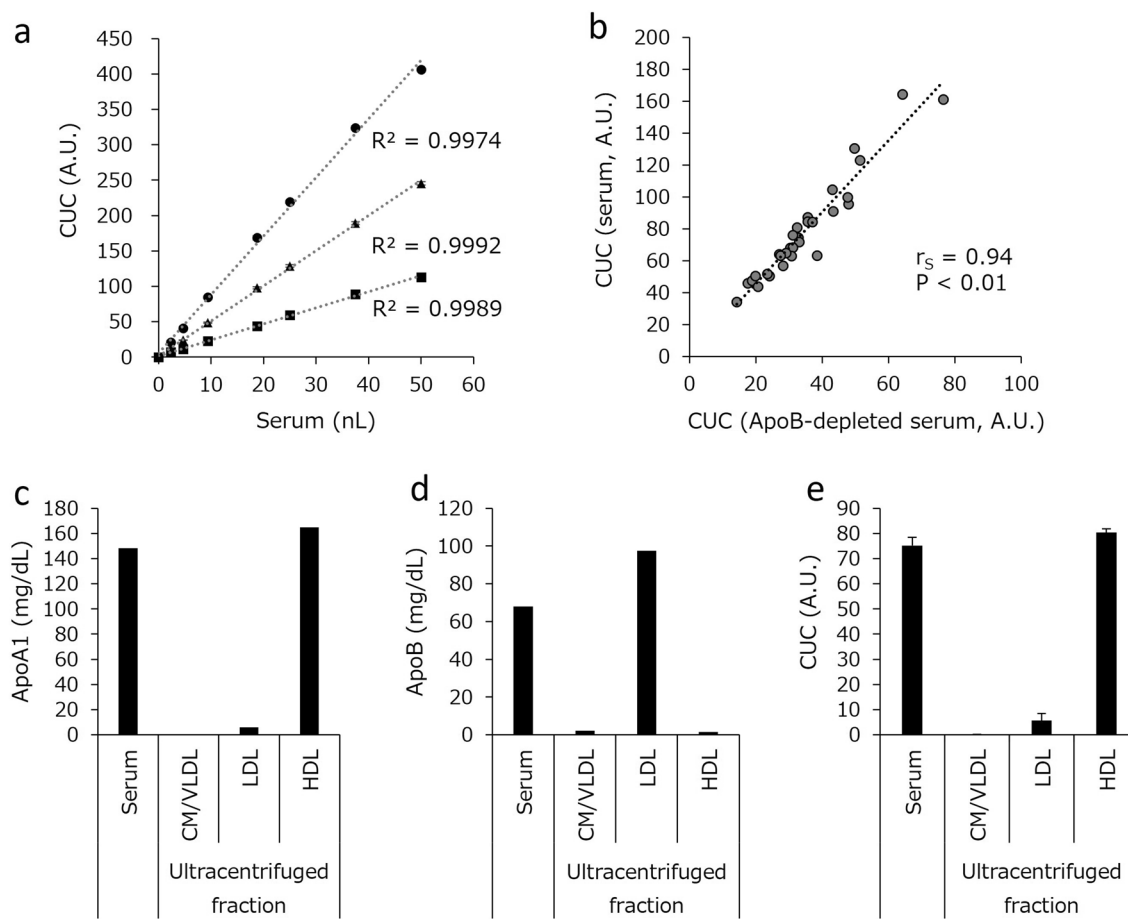 a
450
400
350
300
250
200
150
100
50
0
CUC (A.U.)
R² = 0.9974
R² = 0.9992
R² = 0.9989
0 10 20 30 40 50 60
Serum (nL)
b
200
180
160
140
120
100
80
60
40
20
0
CUC (serum, A.U.)
rS = 0.94
P < 0.01
0 20 40 60 80 100
CUC (ApoB-depleted serum, A.U.)
c
180
160
140
120
100
80
60
40
20
0
ApoA1 (mg/dL)
Serum
CM/VLDL
LDL
HDL
Ultracentrifuged
fraction
d
120
100
80
60
40
20
0
ApoB (mg/dL)
Serum
CM/VLDL
LDL
HDL
Ultracentrifuged
fraction
e
90
80
70
60
50
40
30
20
10
0
CUC (A.U.)
Serum
CM/VLDL
LDL
HDL
Ultracentrifuged
fraction